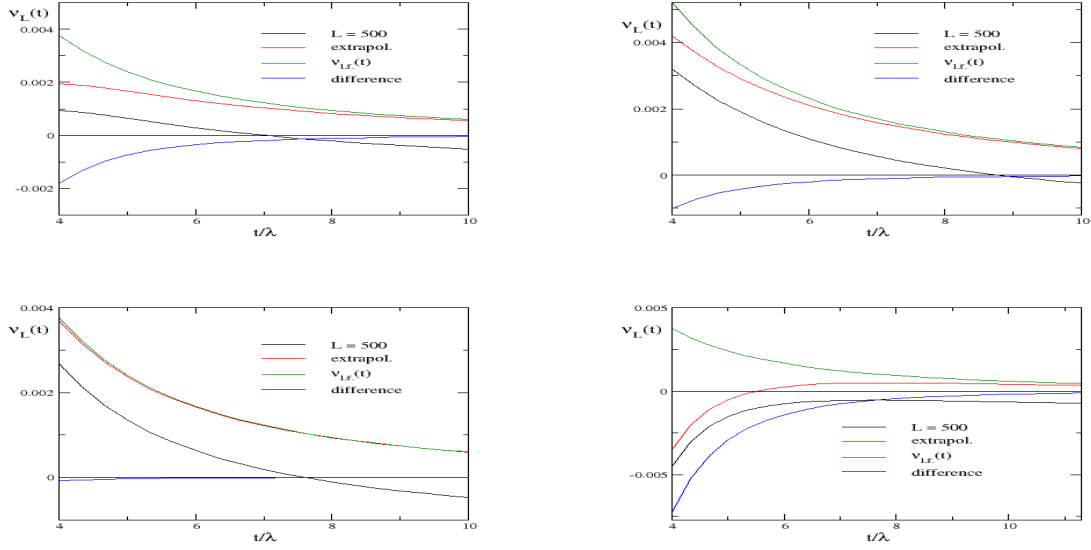 ν_L(t)
0.004
0.002
0
-0.002
4
6
8
10
t/λ
L = 500
extrapol.
ν_l.f.(t)
difference
ν_L(t)
0.004
0.002
0
4
6
8
10
t/λ
L = 500
extrapol.
ν_l.f.(t)
difference
0.004
ν_L(t)
0.002
0
4
6
8
10
t/λ
L = 500
extrapol.
ν_l.f.(t)
difference
0.005
ν_L(t)
0
-0.005
4
6
8
10
t/λ
L = 500
extrapol.
ν_l.f.(t)
difference